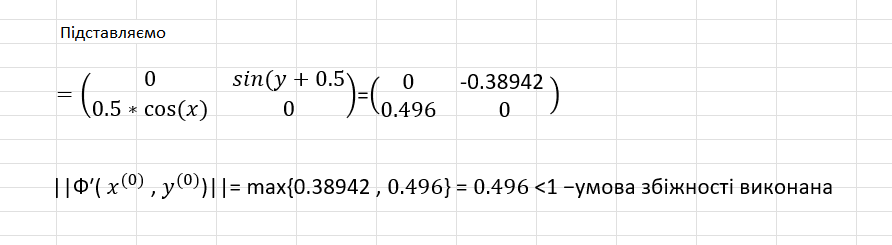 Підставляємо
= ( 0 sin(y + 0.5 ) = ( 0 -0.38942 )
0.5 ∗ cos(x) 0 0.496 0
||Φ′( x⁽⁰⁾ , y⁽⁰⁾)||= max{0.38942 , 0.496} = 0.496 <1 −умова збіжності виконана